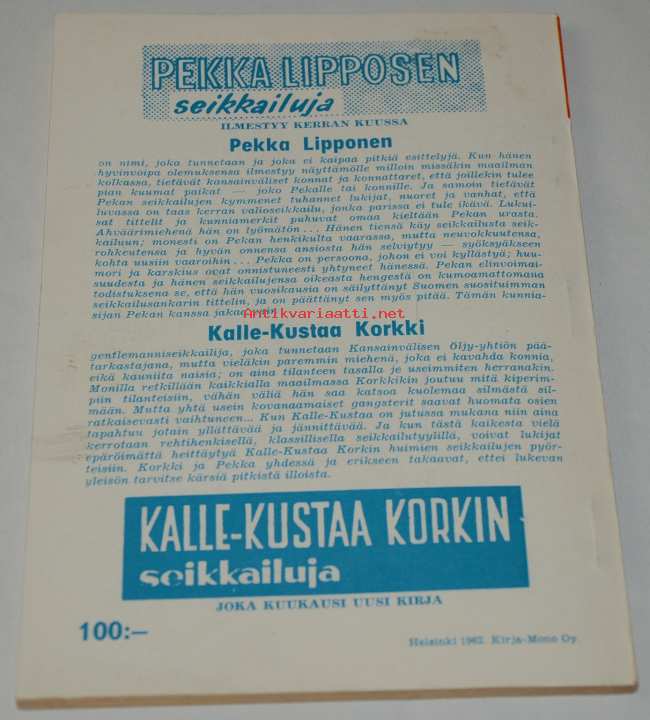 PEKKA LIPPOSEN
seikkailuja
ILMESTYY KERRAN KUUSSA
Pekka Lipponen
on nimi, joka tunnetaan ja joka ei kaipaa pitkiä esittelyjä. Kun hänen
hyvinvoipa olemuksensa ilmestyy näyttämölle milloin missäkin maailman
kolkassa, tietävät kansainväliset konnat ja konnattaret, että joillekin tulee
pian kuumat paikat — joko Pekalle tai konnille. Ja samoin tietävät
Pekan seikkailujen kymmenet tuhannet lukijat, nuoret ja vanhat, että
luvassa on taas kerran valioseikkailu, jonka parissa ei tule ikävä. Lukui-
sat tittelit ja kunniamerkit puhuvat omaa kieltään Pekan urasta.
Ahväärimiehenä hän on lyömätön... Hänen tiensä käy seikkailusta seik-
kailuun; monesti on Pekan henkikulta vaarassa, mutta neuvokkuutensa,
rohkeutensa ja hyvän onnensa ansiosta hän selviytyy — syöksyäkseen
kohta uusiin vaaroihin... Pekka on persoona, johon ei voi kyllästyä; huu-
mori ja karskius ovat onnistuneesti yhtyneet hänessä. Pekan elinvoimai-
suudesta ja hänen seikkailujensa oikeasta hengestä on kumoamattomana
todistuksena se, että hän vuosikausia on säilyttänyt Suomen suosituimman
seikkailusankarin tittelin, ja on päättänyt sen myös pitää. Tämän kunnia-
sijan Pekan kanssa jakaa
Antikvariaatti.net
Kalle-Kustaa Korkki
gentlemanniseikkailija, joka tunnetaan Kansainvälisen Öljy-yhtiön pää-
tarkastajana, mutta vieläkin paremmin miehenä, joka ei kavahda konnia,
eikä kauniita naisia; on aina tilanteen tasalla ja useimmiten herranakin.
Monilla retkillään kaikkialla maailmassa Korkkikin joutuu mitä kiperim-
piin tilanteisiin, vähän väliä hän saa katsoa kuolemaa silmästä sil-
mään. Mutta yhtä usein kovanaamaiset gangsterit saavat huomata osien
ratkaisevasti vaihtuneen... Kun Kalle-Kustaa on jutussa mukana niin aina
tapahtuu jotain yllättävää ja jännittävää. Ja kun tästä kaikesta vielä
kerrotaan rehtihenkisellä, klassillisella seikkailutyylillä, voivat lukijat
epäröimättä heittäytyä Kalle-Kustaa Korkin huimien seikkailujen pyör-
teisiin. Korkki ja Pekka yhdessä ja erikseen takaavat, ettei lukevan
yleisön tarvitse kärsiä pitkistä illoista.
KALLE-KUSTAA KORKIN
seikkailuja
JOKA KUUKAUSI UUSI KIRJA
100:—
Helsinki 1962. Kirja-Mono Oy.